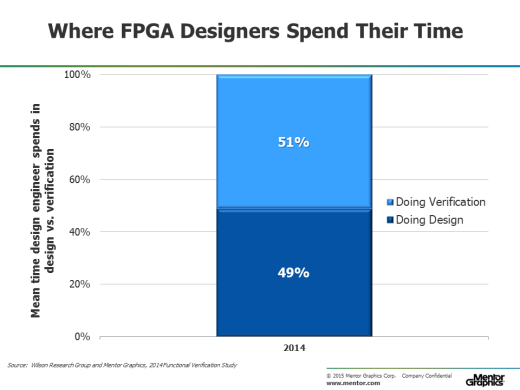 Where FPGA Designers Spend Their Time
Mean time design engineer spends in
design vs. verification
100%
80%
60%
40%
20%
0%
51%
49%
2014
Doing Verification
Doing Design
Source: Wilson Research Group and Mentor Graphics, 2014 Functional Verification Study
© 2015 Mentor Graphics Corp. Company Confidential
www.mentor.com
Mentor
Graphics